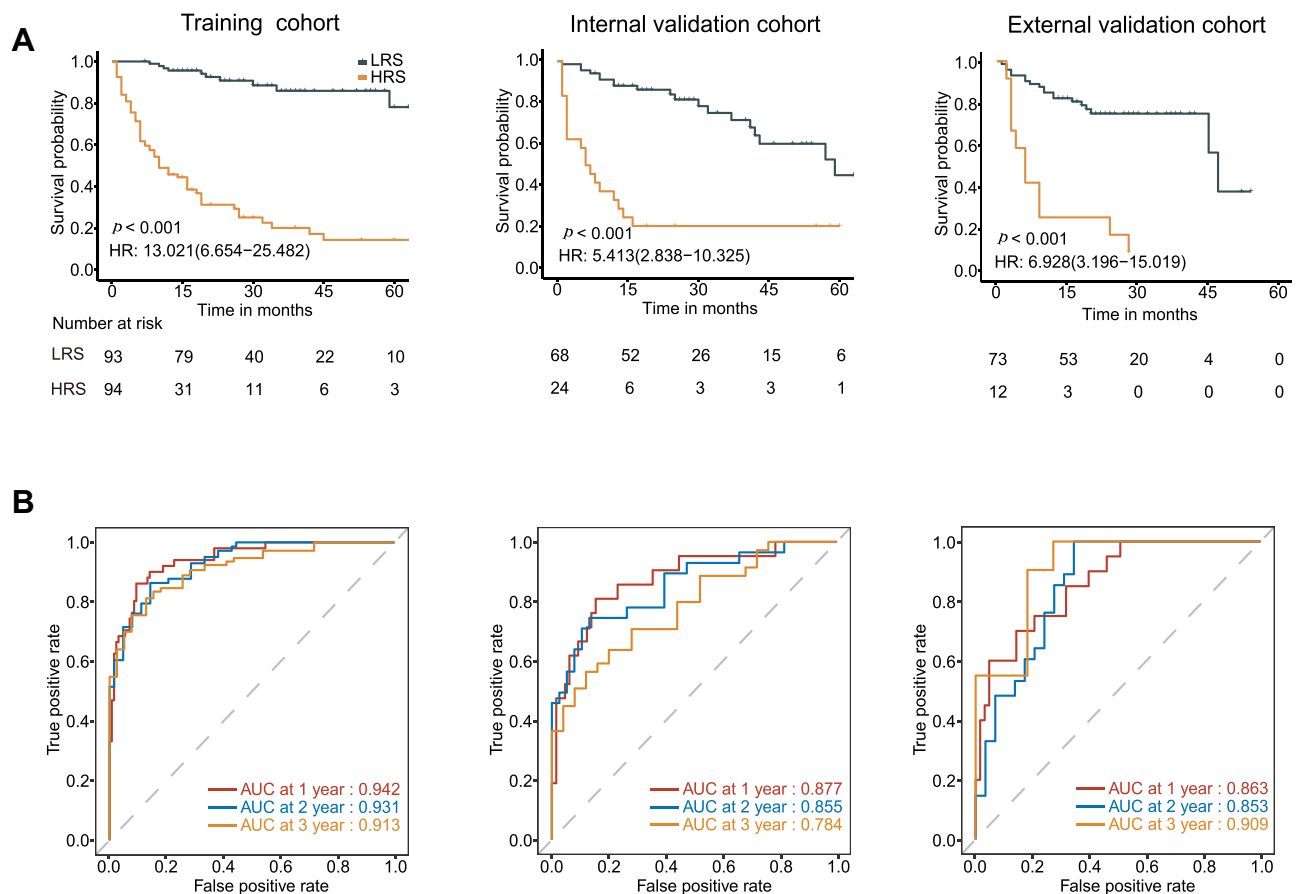 A
Training cohort
Internal validation cohort
External validation cohort
LRS
HRS
Survival probability
1.0
0.8
0.6
0.4
0.2
0.0
p < 0.001
HR: 13.021(6.654−25.482)
0 15 30 45 60
Time in months
Survival probability
1.0
0.8
0.6
0.4
0.2
0.0
p < 0.001
HR: 5.413(2.838−10.325)
0 15 30 45 60
Time in months
Survival probability
1.0
0.8
0.6
0.4
0.2
0.0
p < 0.001
HR: 6.928(3.196−15.019)
0 15 30 45 60
Time in months
Number at risk
LRS 93 79 40 22 10
HRS 94 31 11 6 3
68 52 26 15 6
24 6 3 3 1
73 53 20 4 0
12 3 0 0 0
B
True positive rate
1.0
0.8
0.6
0.4
0.2
0.0
AUC at 1 year : 0.942
AUC at 2 year : 0.931
AUC at 3 year : 0.913
0.0 0.2 0.4 0.6 0.8 1.0
False positive rate
True positive rate
1.0
0.8
0.6
0.4
0.2
0.0
AUC at 1 year : 0.877
AUC at 2 year : 0.855
AUC at 3 year : 0.784
0.0 0.2 0.4 0.6 0.8 1.0
False positive rate
True positive rate
1.0
0.8
0.6
0.4
0.2
0.0
AUC at 1 year : 0.863
AUC at 2 year : 0.853
AUC at 3 year : 0.909
0.0 0.2 0.4 0.6 0.8 1.0
False positive rate